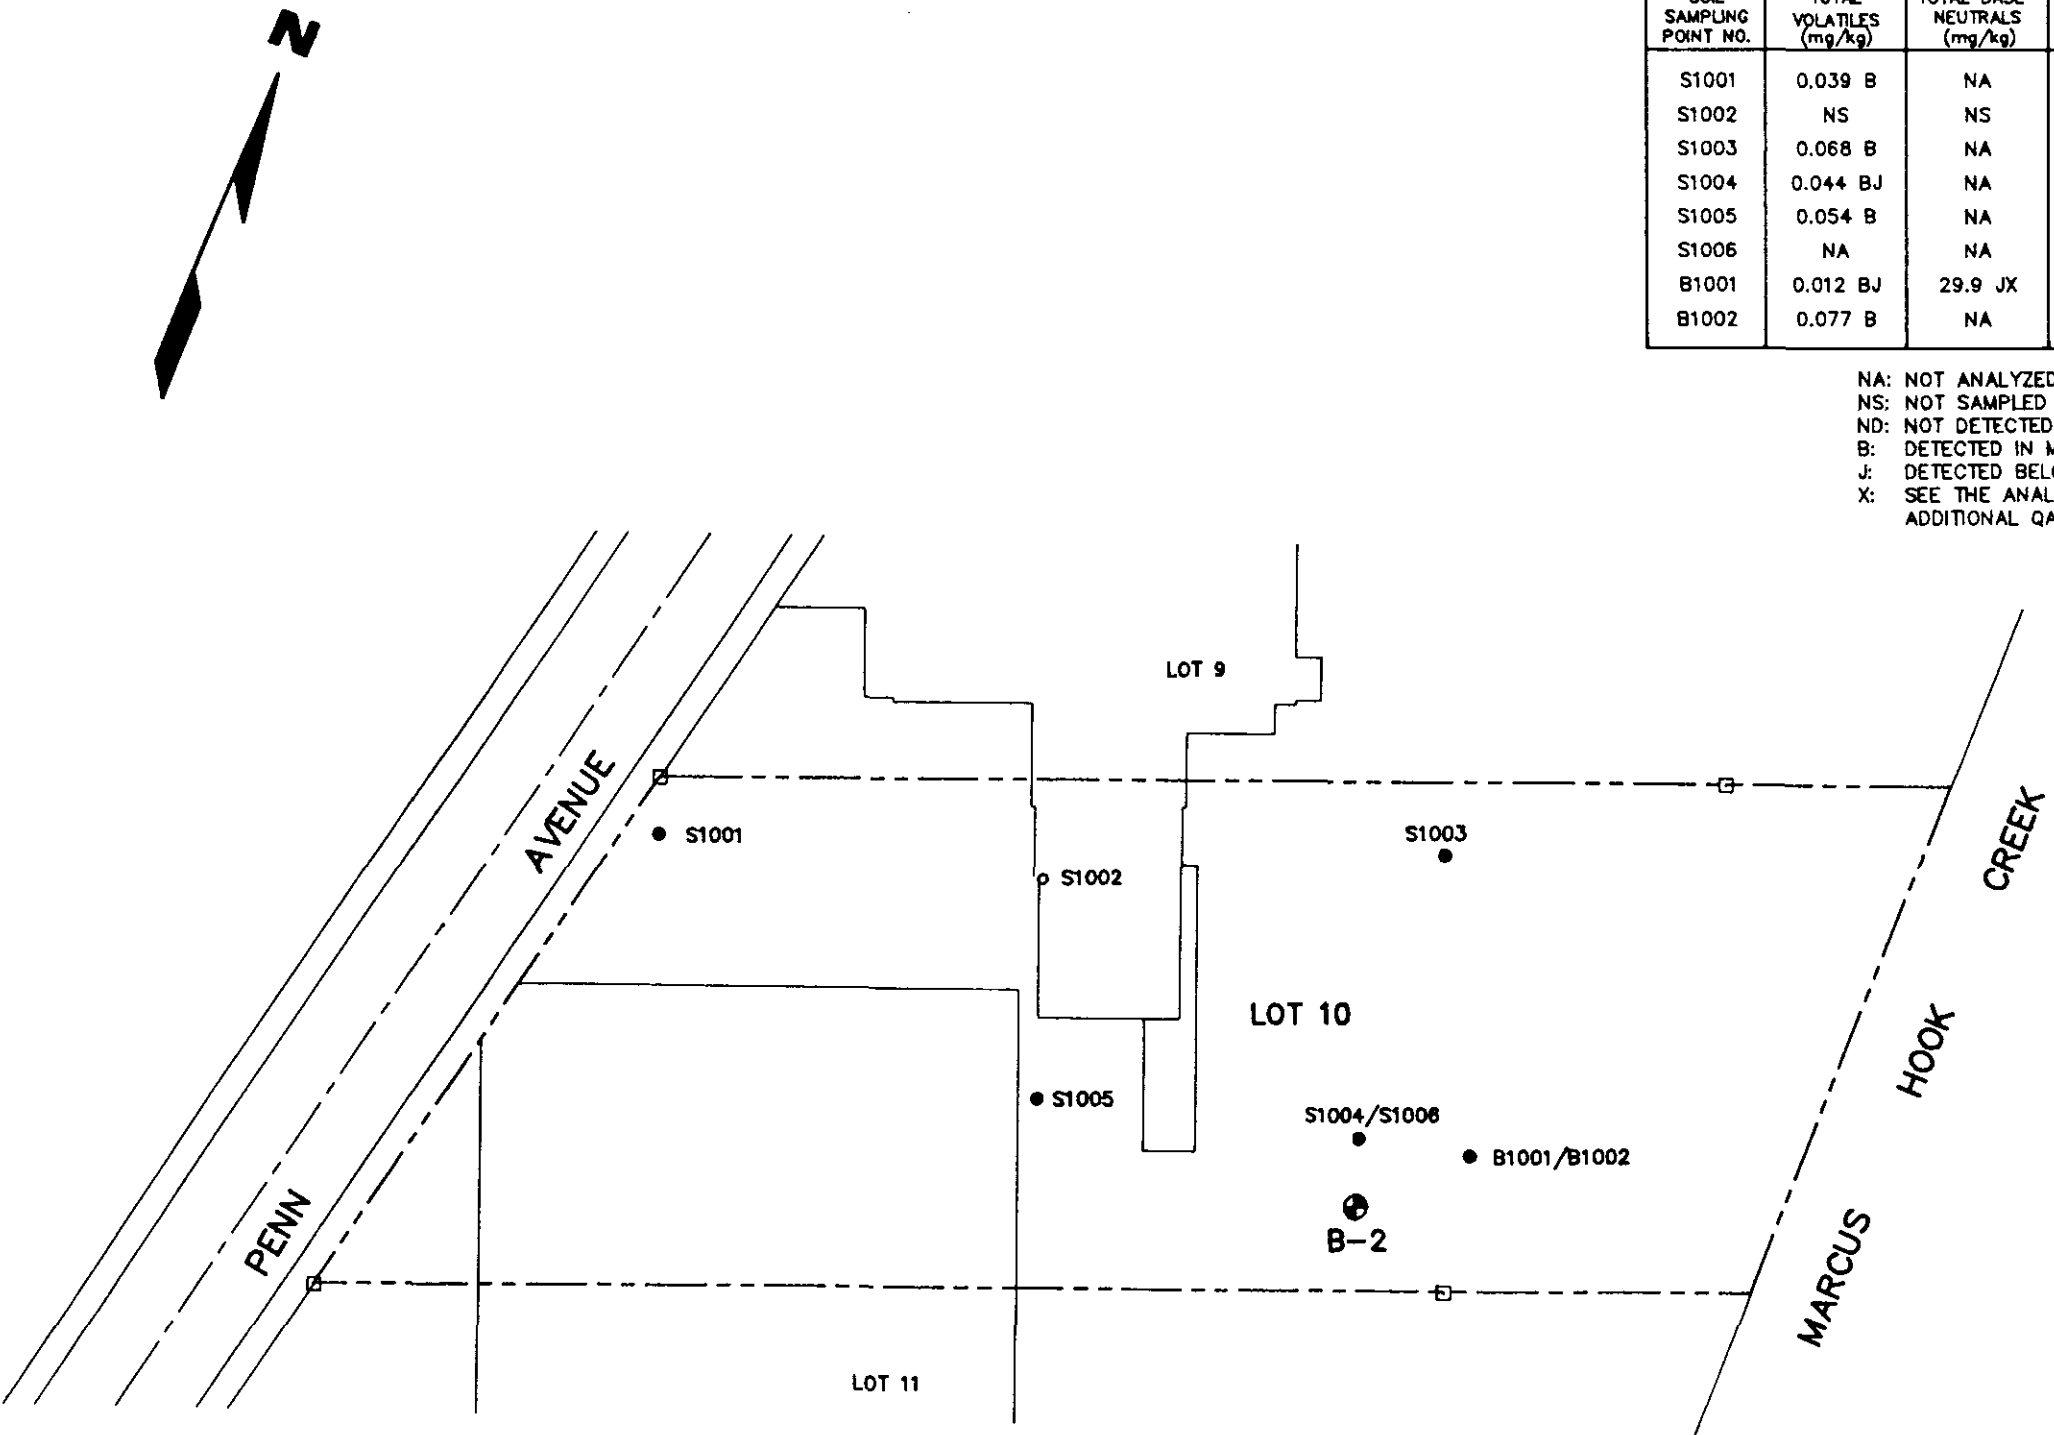 N
SAMPLING VOLATILES NEUTRALS
POINT NO. (mg/kg) (mg/kg)
S1001 0.039 B NA
S1002 NS NS
S1003 0.068 B NA
S1004 0.044 BJ NA
S1005 0.054 B NA
S1006 NA NA
B1001 0.012 BJ 29.9 JX
B1002 0.077 B NA
NA: NOT ANALYZED
NS: NOT SAMPLED
ND: NOT DETECTED
B: DETECTED IN
J: DETECTED
X: SEE THE
ADDITIONAL
LOT 9
PENN AVENUE
S1001
S1002
S1003
LOT 10
S1005
S1004/S1006
B1001/B1002
B-2
LOT 11
MARCUS HOOK CREEK